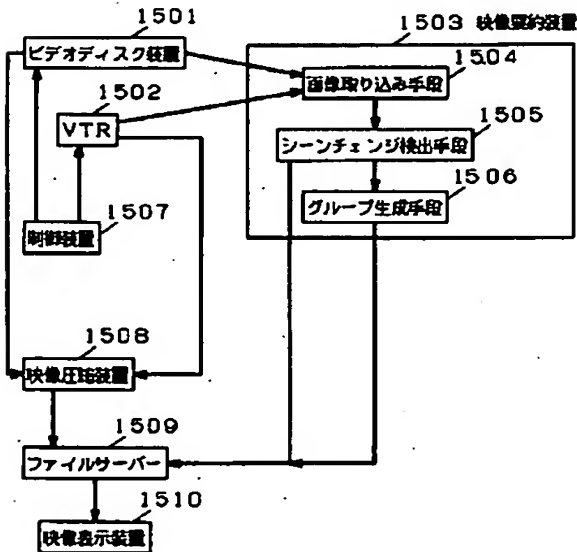 1501
ビデオディスク装置
1502
VTR
1503 映像要約装置
1504
画像取り込み手段
1505
シーンチェンジ検出手段
1506
グループ生成手段
1507
制御装置
1508
映像圧縮装置
1509
ファイルサーバー
1510
映像表示装置